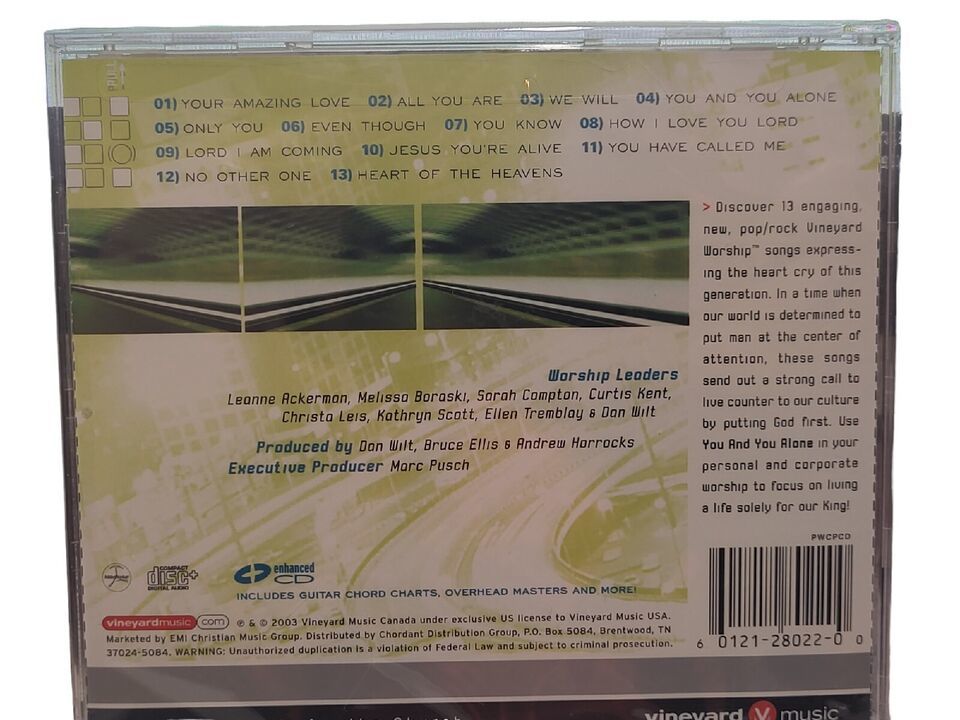 PRWLL
01) YOUR AMAZING LOVE 02) ALL YOU ARE 03) WE WILL 04) YOU AND YOU ALONE
05) ONLY YOU 06) EVEN THOUGH 07) YOU KNOW 08) HOW I LOVE YOU LORD
09) LORD I AM COMING 10) JESUS YOU'RE ALIVE 11) YOU HAVE CALLED ME
12) NO OTHER ONE 13) HEART OF THE HEAVENS
> Discover 13 engaging,
new, pop/rock Vineyard
Worship™ songs express-
ing the heart cry of this
generation. In a time when
our world is determined to
put man at the center of
attention, these songs
send out a strong call to
live counter to our culture
by putting God first. Use
You And You Alone in your
personal and corporate
worship to focus on living
a life solely for our King!
Worship Leaders
Leanne Ackerman, Melissa Boraski, Sarah Compton, Curtis Kent,
Christa Leis, Kathryn Scott, Ellen Tremblay & Dan Wilt
Produced by Dan Wilt, Bruce Ellis & Andrew Horrocks
Executive Producer Marc Pusch
PWCPCD
COMPACT
disc+
DIGITAL AUDIO
enhanced
CD
INCLUDES GUITAR CHORD CHARTS, OVERHEAD MASTERS AND MORE!
vineyardmusic com ℗ & © 2003 Vineyard Music Canada under exclusive US license to Vineyard Music USA.
Marketed by EMI Christian Music Group. Distributed by Chordant Distribution Group, P.O. Box 5084, Brentwood, TN
37024-5084. WARNING: Unauthorized duplication is a violation of Federal Law and subject to criminal prosecution.
6 0121-28022-0 0
vineyard V music